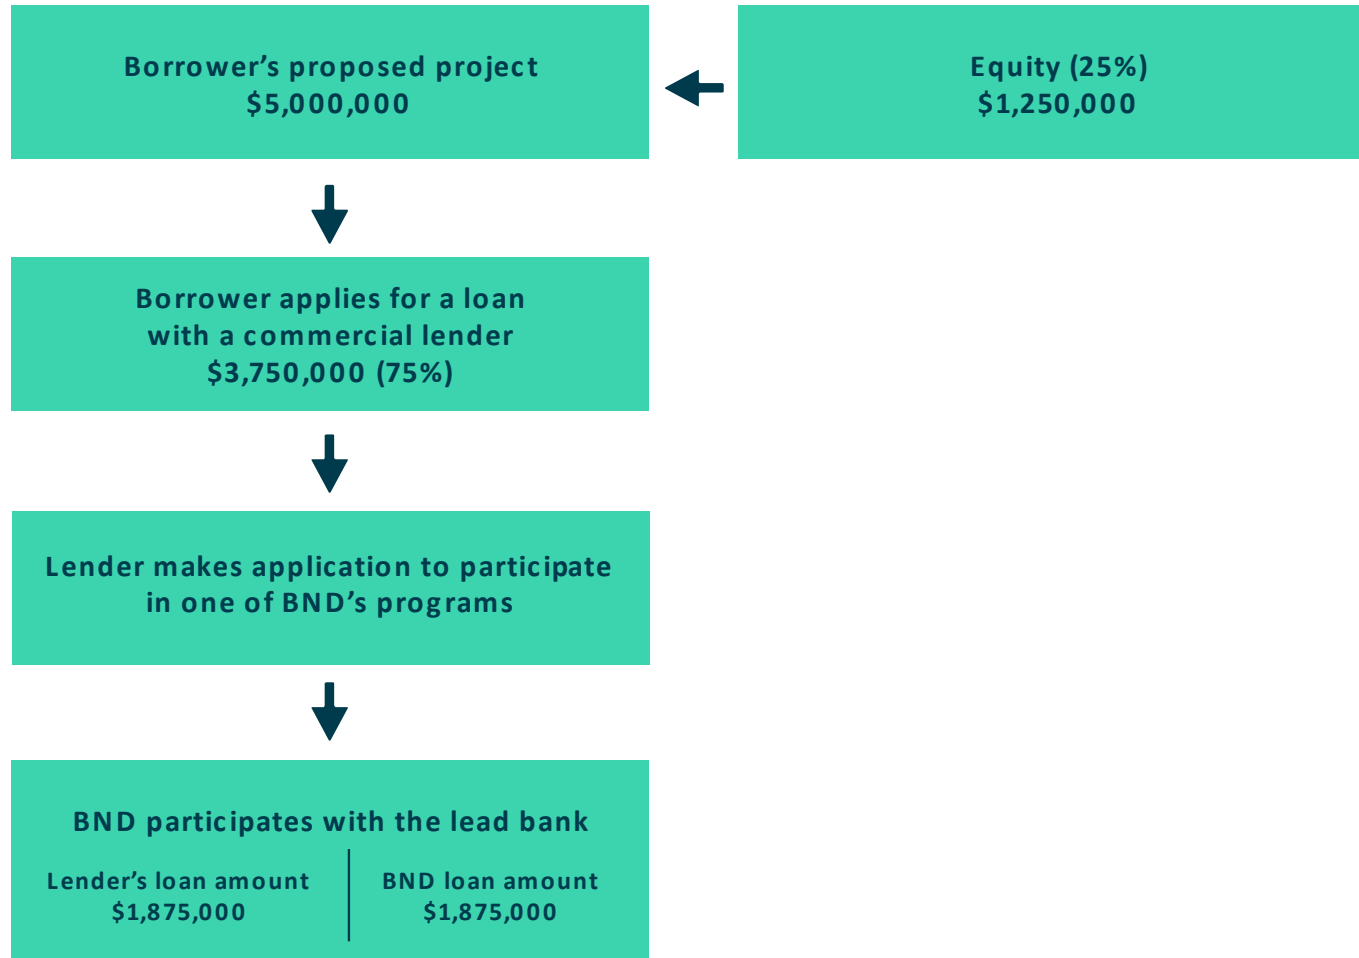 Borrower’s proposed project
$5,000,000
Equity (25%)
$1,250,000
Borrower applies for a loan
with a commercial lender
$3,750,000 (75%)
Lender makes application to participate
in one of BND’s programs
BND participates with the lead bank
Lender’s loan amount
$1,875,000
BND loan amount
$1,875,000